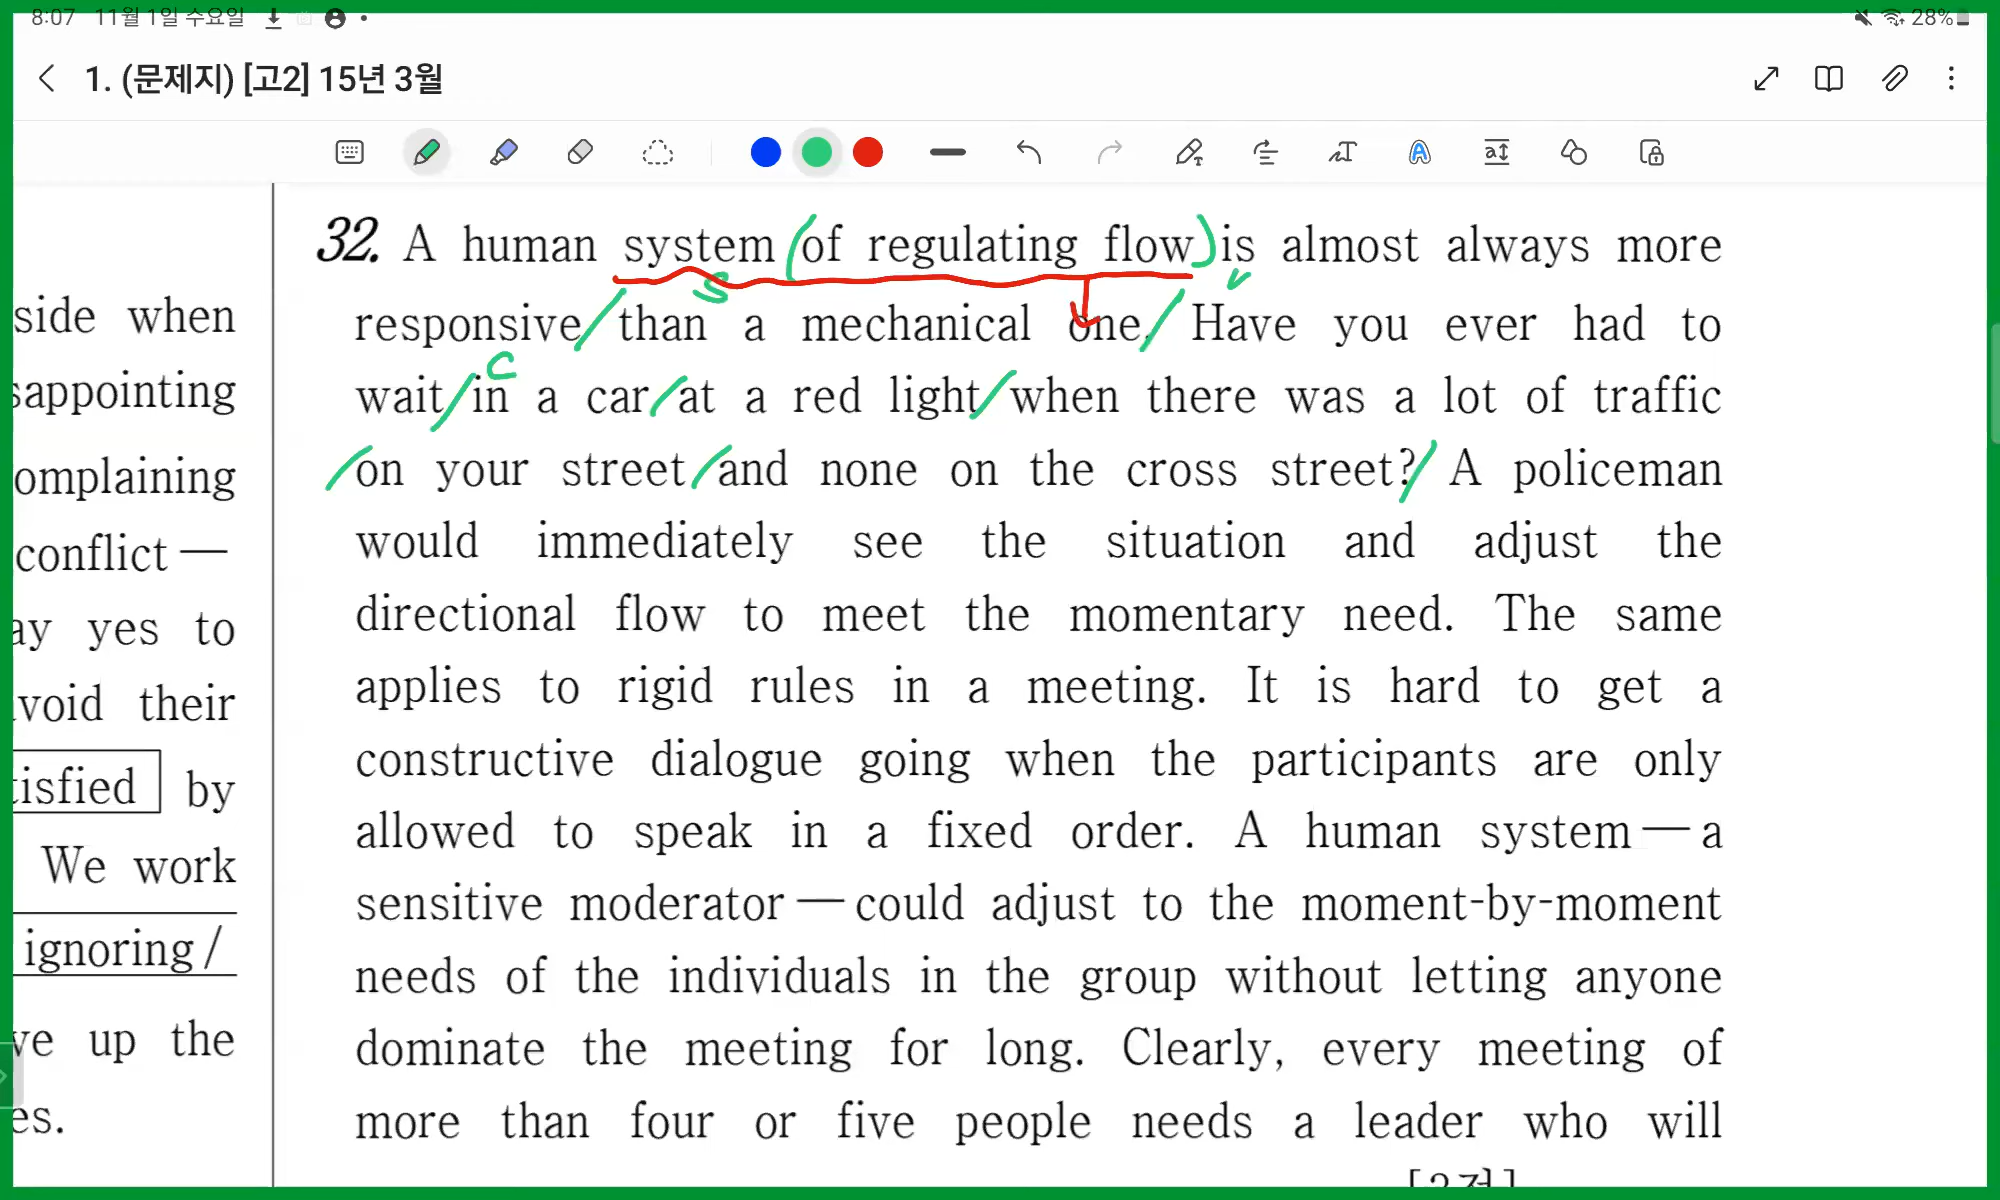 8:07 11월 1일 수요일
28%
1. (문제지) [고2] 15년 3월
side when
sappointing
omplaining
conflict —
ay yes to
void their
tisfied by
We work
ignoring /
ve up the
es.
32. A human system (of regulating flow) is almost always more
S
v
responsive / than a mechanical one. / Have you ever had to
c
wait / in a car / at a red light / when there was a lot of traffic
/ on your street / and none on the cross street? / A policeman
would immediately see the situation and adjust the
directional flow to meet the momentary need. The same
applies to rigid rules in a meeting. It is hard to get a
constructive dialogue going when the participants are only
allowed to speak in a fixed order. A human system — a
sensitive moderator — could adjust to the moment-by-moment
needs of the individuals in the group without letting anyone
dominate the meeting for long. Clearly, every meeting of
more than four or five people needs a leader who will